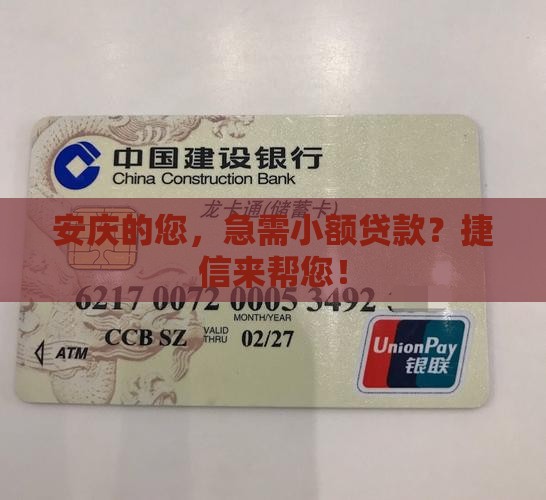 中国建设银行
China Construction Bank
龙卡通(储蓄卡)
安庆的您，急需小额贷款？捷
信来帮您！
6217 0072 0005 3492
MONTH/YEAR
CCB SZ VALID THRU 02/27
ATM
UnionPay
银联